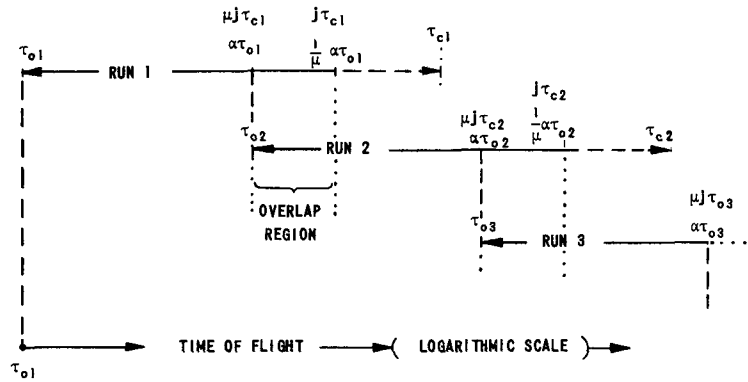 μjτc1 jτc1
τo1 ατo1 1/μ ατo1 τc1
RUN 1
jτc2
μjτc2 1/μ ατo2 τc2
τo2 RUN 2 ατo2
OVERLAP
REGION
μjτo3
τo3 RUN 3 ατo3
TIME OF FLIGHT ( LOGARITHMIC SCALE )
τo1